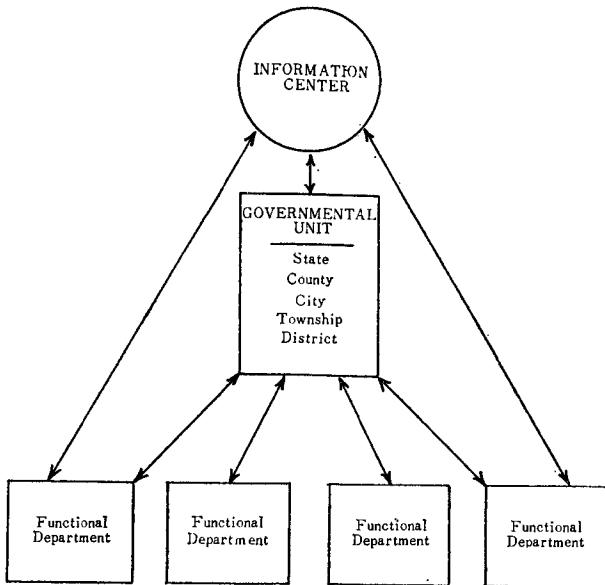 INFORMATION
CENTER
GOVERNMENTAL
UNIT
State
County
City
Township
District
Functional
Department
Functional
Department
Functional
Department
Functional
Department